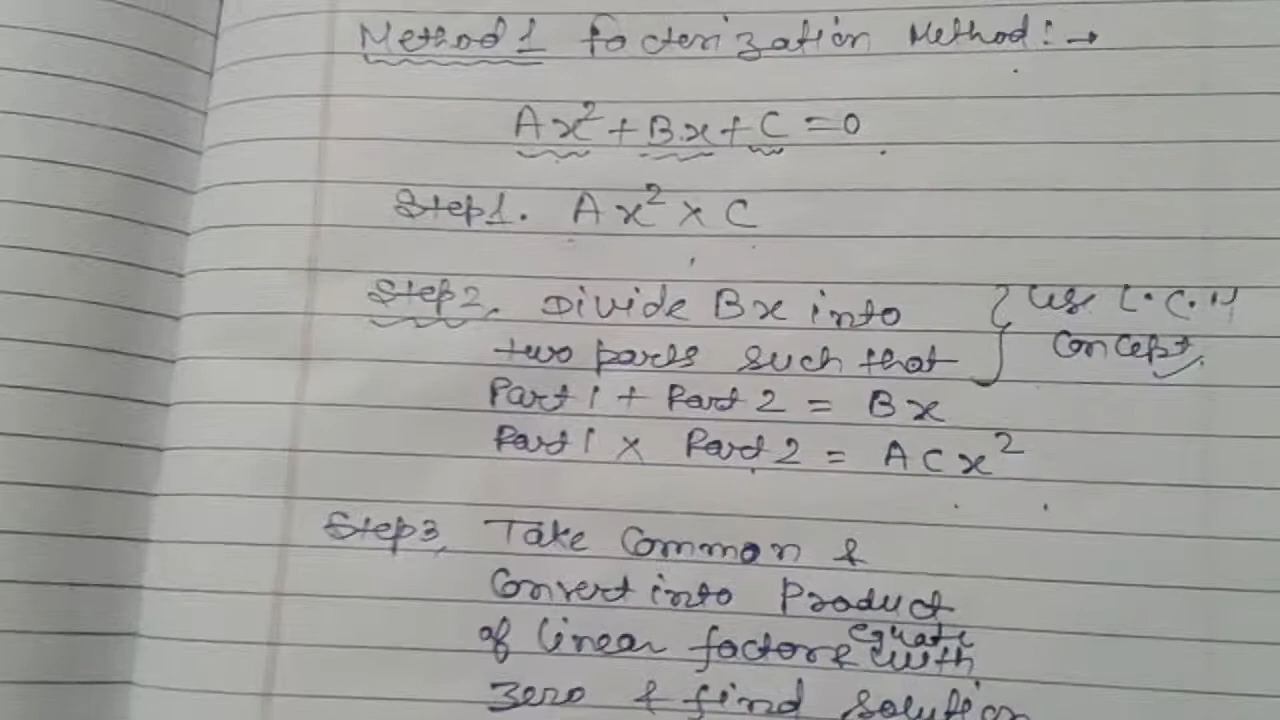 Method 1 factorization Method: →
Ax² + Bx + C = 0
Step 1. Ax² × C
Step 2. Divide Bx into } Use L.C.M
two parts such that } Concept.
Part 1 + Part 2 = Bx
Part 1 × Part 2 = ACx²
Step 3, Take Common &
Convert into Product
of linear factor & equate with
zero & find solution